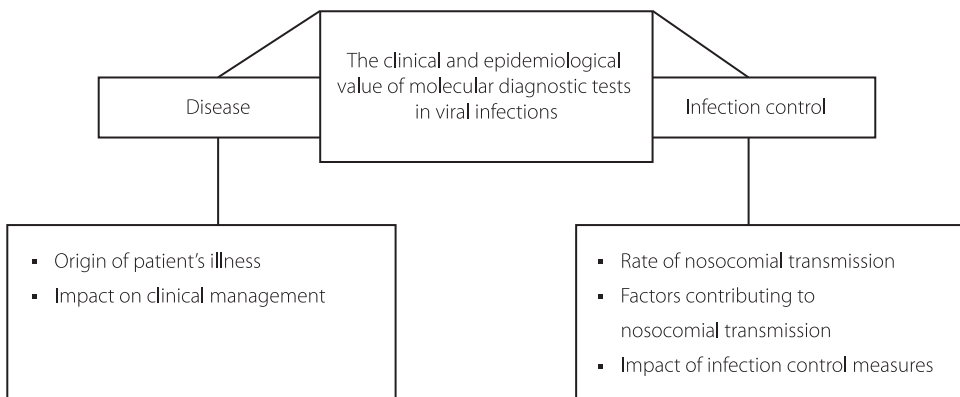 The clinical and epidemiological
value of molecular diagnostic tests
in viral infections
Disease
Infection control
▪ Origin of patient’s illness
▪ Impact on clinical management
▪ Rate of nosocomial transmission
▪ Factors contributing to
nosocomial transmission
▪ Impact of infection control measures